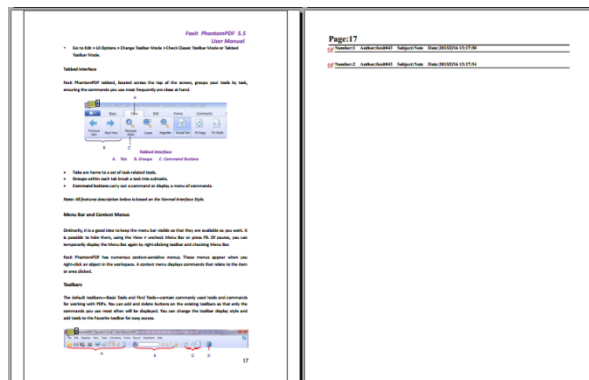 Foxit PhantomPDF 5.5
User Manual
• Go to Edit > UI Options > Change Toolbar Mode > Check Classic Toolbar Mode or Tabbed
Toolbar Mode.
Tabbed Interface
Foxit PhantomPDF tabbed, located across the top of the screen, groups your tools by task,
ensuring the commands you use most frequently are close at hand.
A
View Edit Forms Comments
B C
Tabbed Interface
A. Tab B. Groups C. Command Buttons
• Tabs are home to a set of task-related tools.
• Groups within each tab break a task into subtasks.
• Command buttons carry out a command or display a menu of commands.
Note: All features description below is based on the Normal Interface Style.
Menu Bar and Context Menus
Ordinarily, it is a good idea to keep the menu bar visible so that they are available as you work. It
is possible to hide them, using the View > uncheck Menu Bar or press F9. Of course, you can
temporarily display the Menu Bar again by right-clicking toolbar and checking Menu Bar.
Foxit PhantomPDF has numerous context-sensitive menus. These menus appear when you
right-click an object in the workspace. A context menu displays commands that relate to the item
or area clicked.
Toolbars
The default toolbars—Basic Tools and Find Tools—contain commonly used tools and commands
for working with PDFs. You can add and delete buttons on the existing toolbars so that only the
commands you use most often will be displayed. You can change the toolbar display style and
add tools to the Favorite toolbar for easy access.
A B C D
17
Page:17
Number:1 Author:foxit943 Subject:Note Date:2013/2/16 13:17:30
Number:2 Author:foxit943 Subject:Note Date:2013/2/16 13:17:34